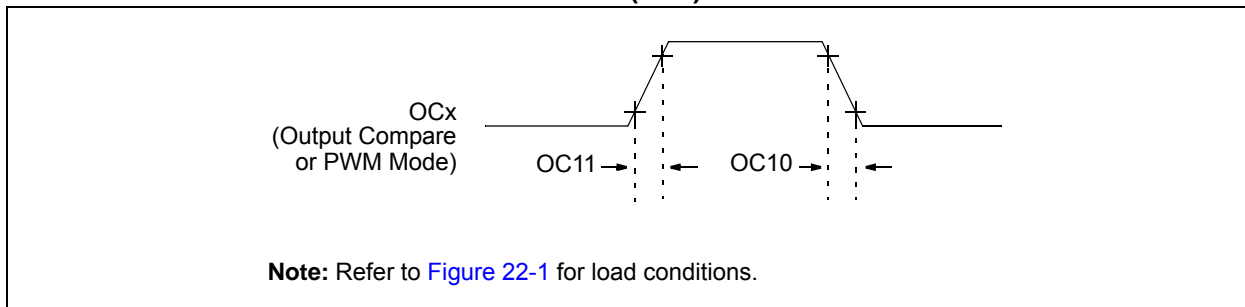 OCx
(Output Compare
or PWM Mode)
OC11
OC10
Note: Refer to Figure 22-1 for load conditions.